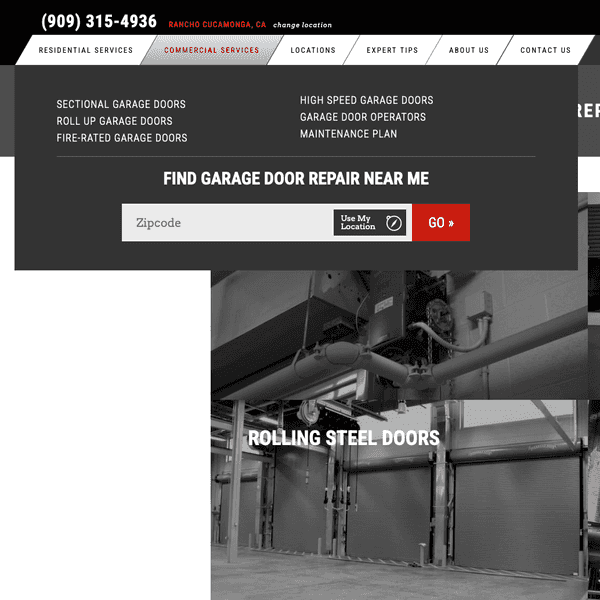 (909) 315-4936 RANCHO CUCAMONGA, CA change location
RESIDENTIAL SERVICES COMMERCIAL SERVICES LOCATIONS EXPERT TIPS ABOUT US CONTACT US
SECTIONAL GARAGE DOORS
ROLL UP GARAGE DOORS
FIRE-RATED GARAGE DOORS
HIGH SPEED GARAGE DOORS
GARAGE DOOR OPERATORS
MAINTENANCE PLAN
FIND GARAGE DOOR REPAIR NEAR ME
Zipcode
Use My
Location
GO »
ROLLING STEEL DOORS